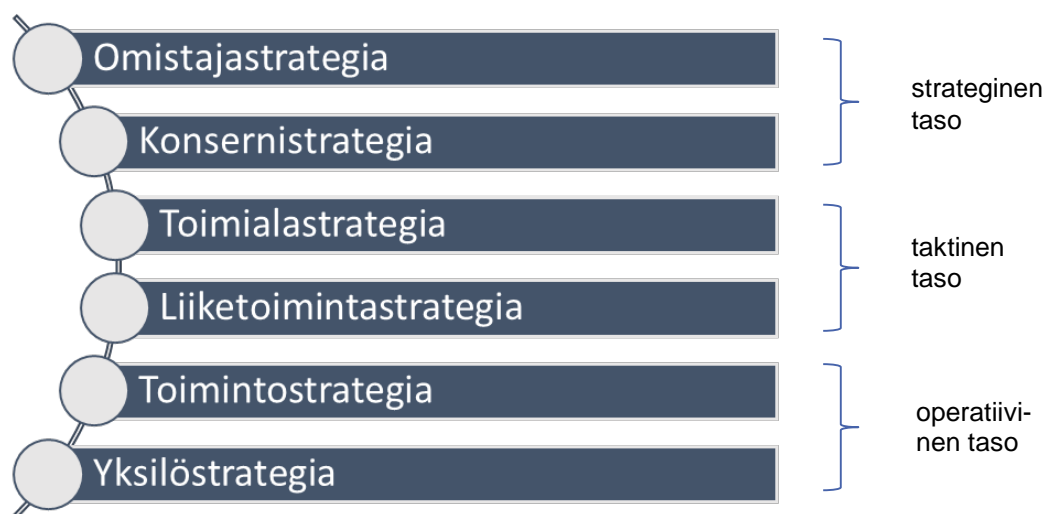 Omistajastrategia
Konsernistrategia
strateginen
taso
Toimialastrategia
Liiketoimintastrategia
taktinen
taso
Toimintostrategia
Yksilöstrategia
operatiivi-
nen taso